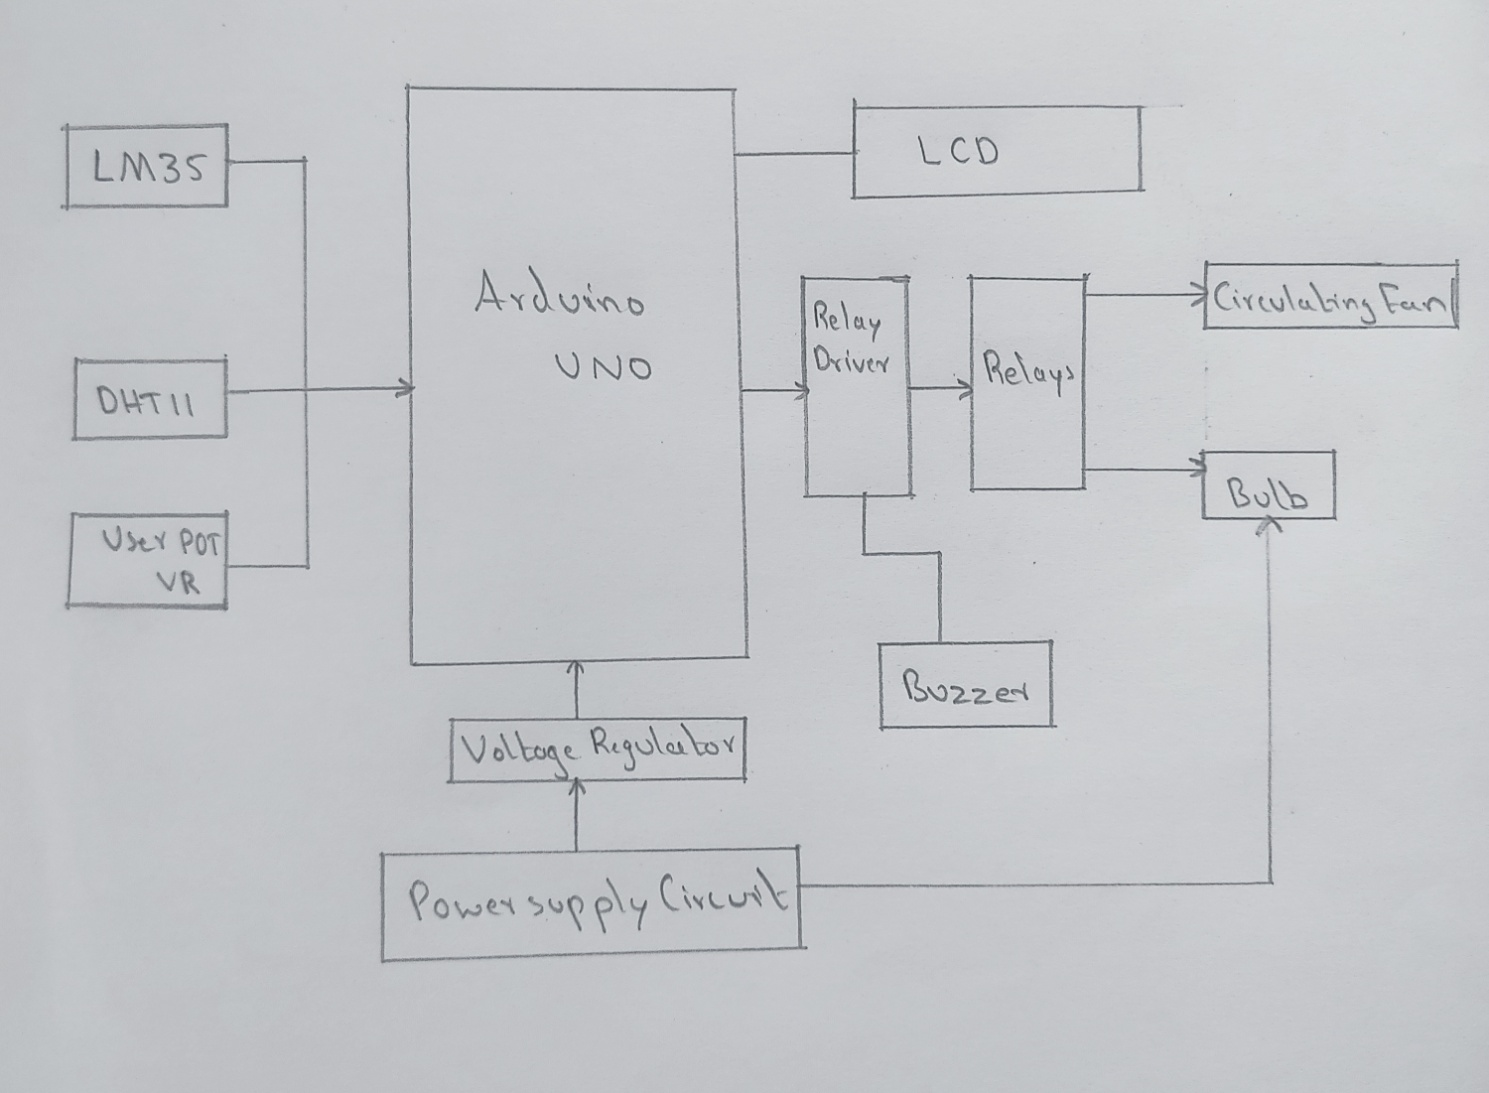 LM35
DHT11
User POT
VR
Arduino
UNO
LCD
Relay
Driver
Relays
Circulating Fan
Bulb
Buzzer
Voltage Regulator
Power supply Circuit